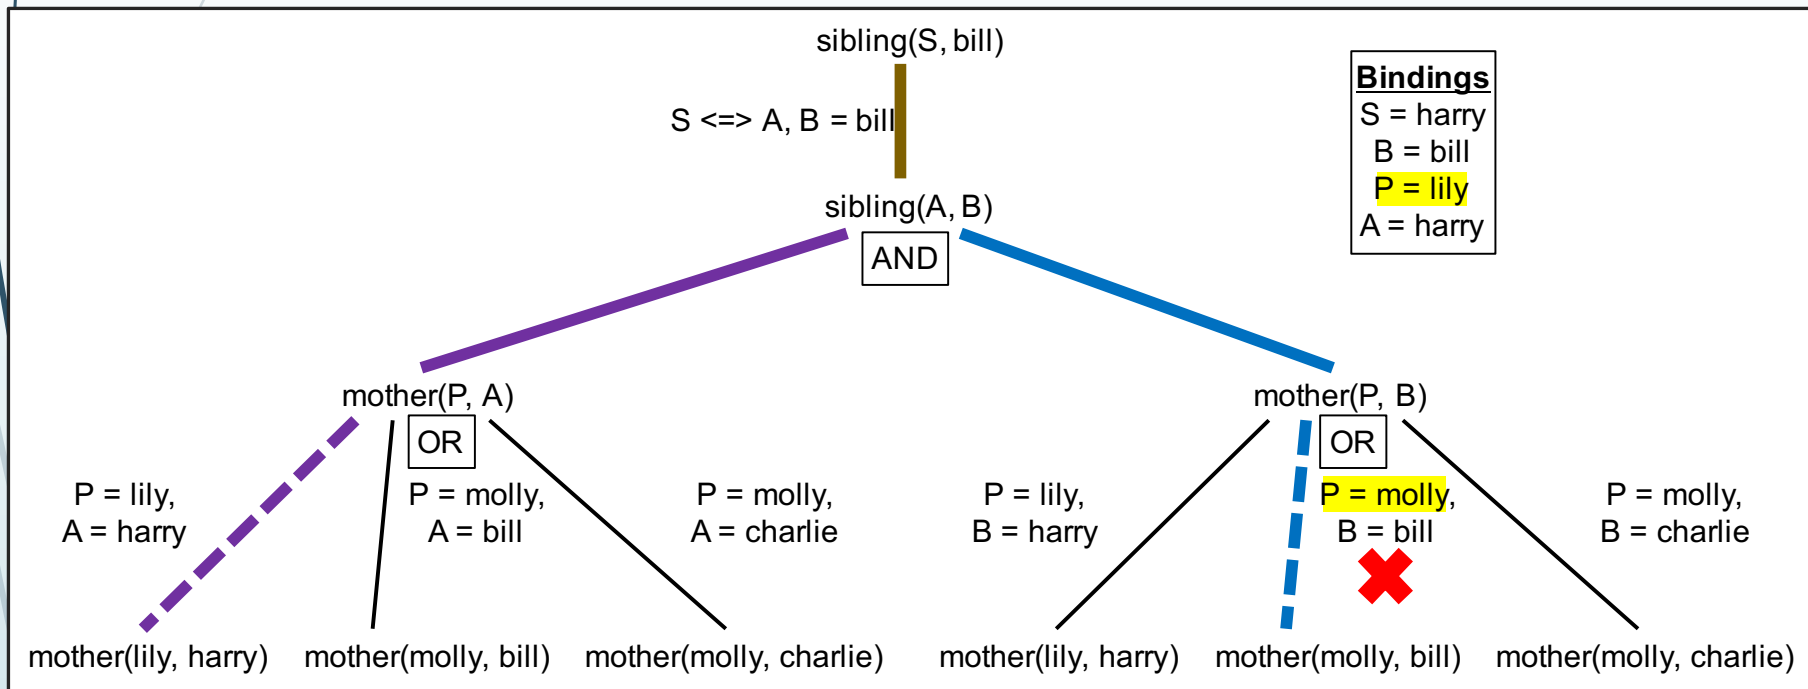 sibling(S, bill)
S <=> A, B = bill
Bindings
S = harry
B = bill
P = lily
A = harry
sibling(A, B)
AND
mother(P, A)
OR
mother(P, B)
OR
P = lily,
A = harry
P = molly,
A = bill
P = molly,
A = charlie
P = lily,
B = harry
P = molly,
B = bill
P = molly,
B = charlie
mother(lily, harry)
mother(molly, bill)
mother(molly, charlie)
mother(lily, harry)
mother(molly, bill)
mother(molly, charlie)